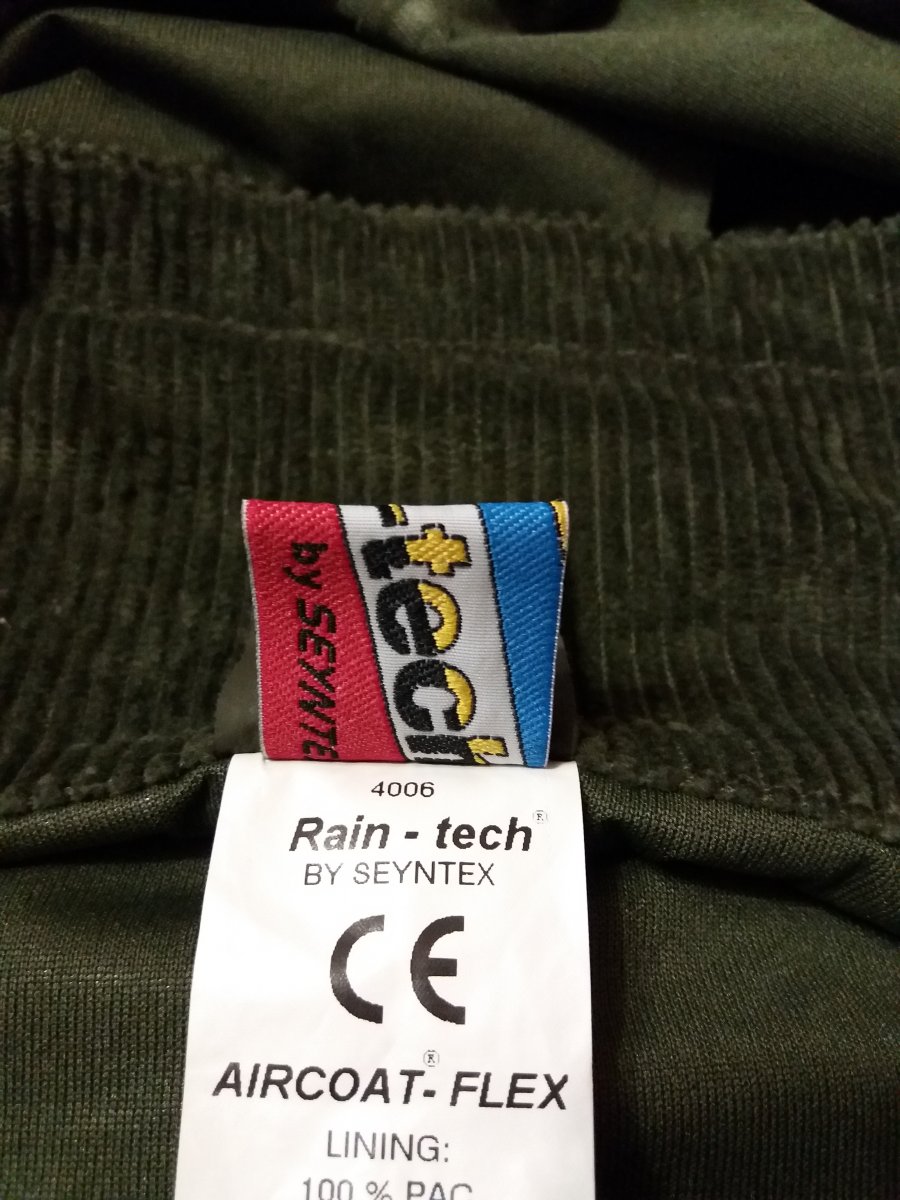 -tech
by SEYNTE
4006
Rain - tech®
BY SEYNTEX
CE
AIRCOAT®- FLEX
LINING:
100 % PAC